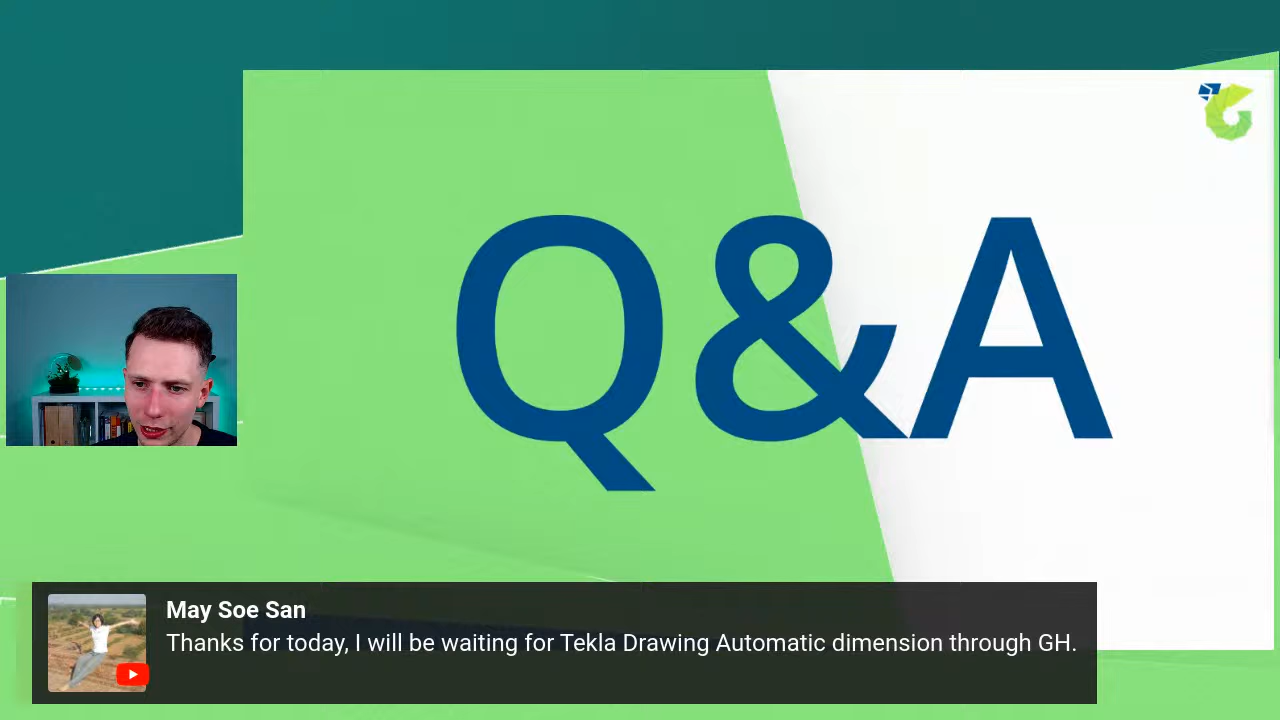 Q&A
May Soe San
Thanks for today, I will be waiting for Tekla Drawing Automatic dimension through GH.